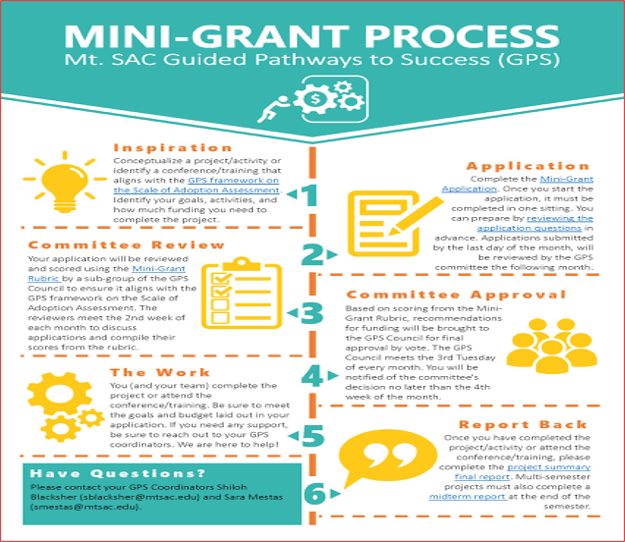 MINI-GRANT PROCESS
Mt. SAC Guided Pathways to Success (GPS)
$
Inspiration
Conceptualize a project/activity or
identify a conference/training that
aligns with the GPS framework on
the Scale of Adoption Assessment.
Identify your goals, activities, and
how much funding you need to
complete the project.
1
Application
Complete the Mini-Grant
Application. Once you start the
application, it must be
completed in one sitting. You
can prepare by reviewing the
application questions in
advance. Applications submitted
by the last day of the month, will
be reviewed by the GPS
committee the following month.
2
Committee Review
Your application will be reviewed
and scored using the Mini-Grant
Rubric by a sub-group of the GPS
Council to ensure it aligns with the
GPS framework on the Scale of
Adoption Assessment. The
reviewers meet the 2nd week of
each month to discuss
applications and compile their
scores from the rubric.
3
Committee Approval
Based on scoring from the Mini-
Grant Rubric, recommendations
for funding will be brought to
the GPS Council for final
approval by vote. The GPS
Council meets the 3rd Tuesday
of every month. You will be
notified of the committee's
decision no later than the 4th
week of the month.
4
The Work
You (and your team) complete the
project or attend the
conference/training. Be sure to meet
the goals and budget laid out in your
application. If you need any support,
be sure to reach out to your GPS
coordinators. We are here to help!
5
Report Back
Once you have completed the
project/activity or attend the
conference/training, please
complete the project summary
final report. Multi-semester
projects must also complete a
midterm report at the end of the
semester.
6
Have Questions?
Please contact your GPS Coordinators Shiloh
Blacksher (sblacksher@mtsac.edu) and Sara Mestas
(smestas@mtsac.edu).